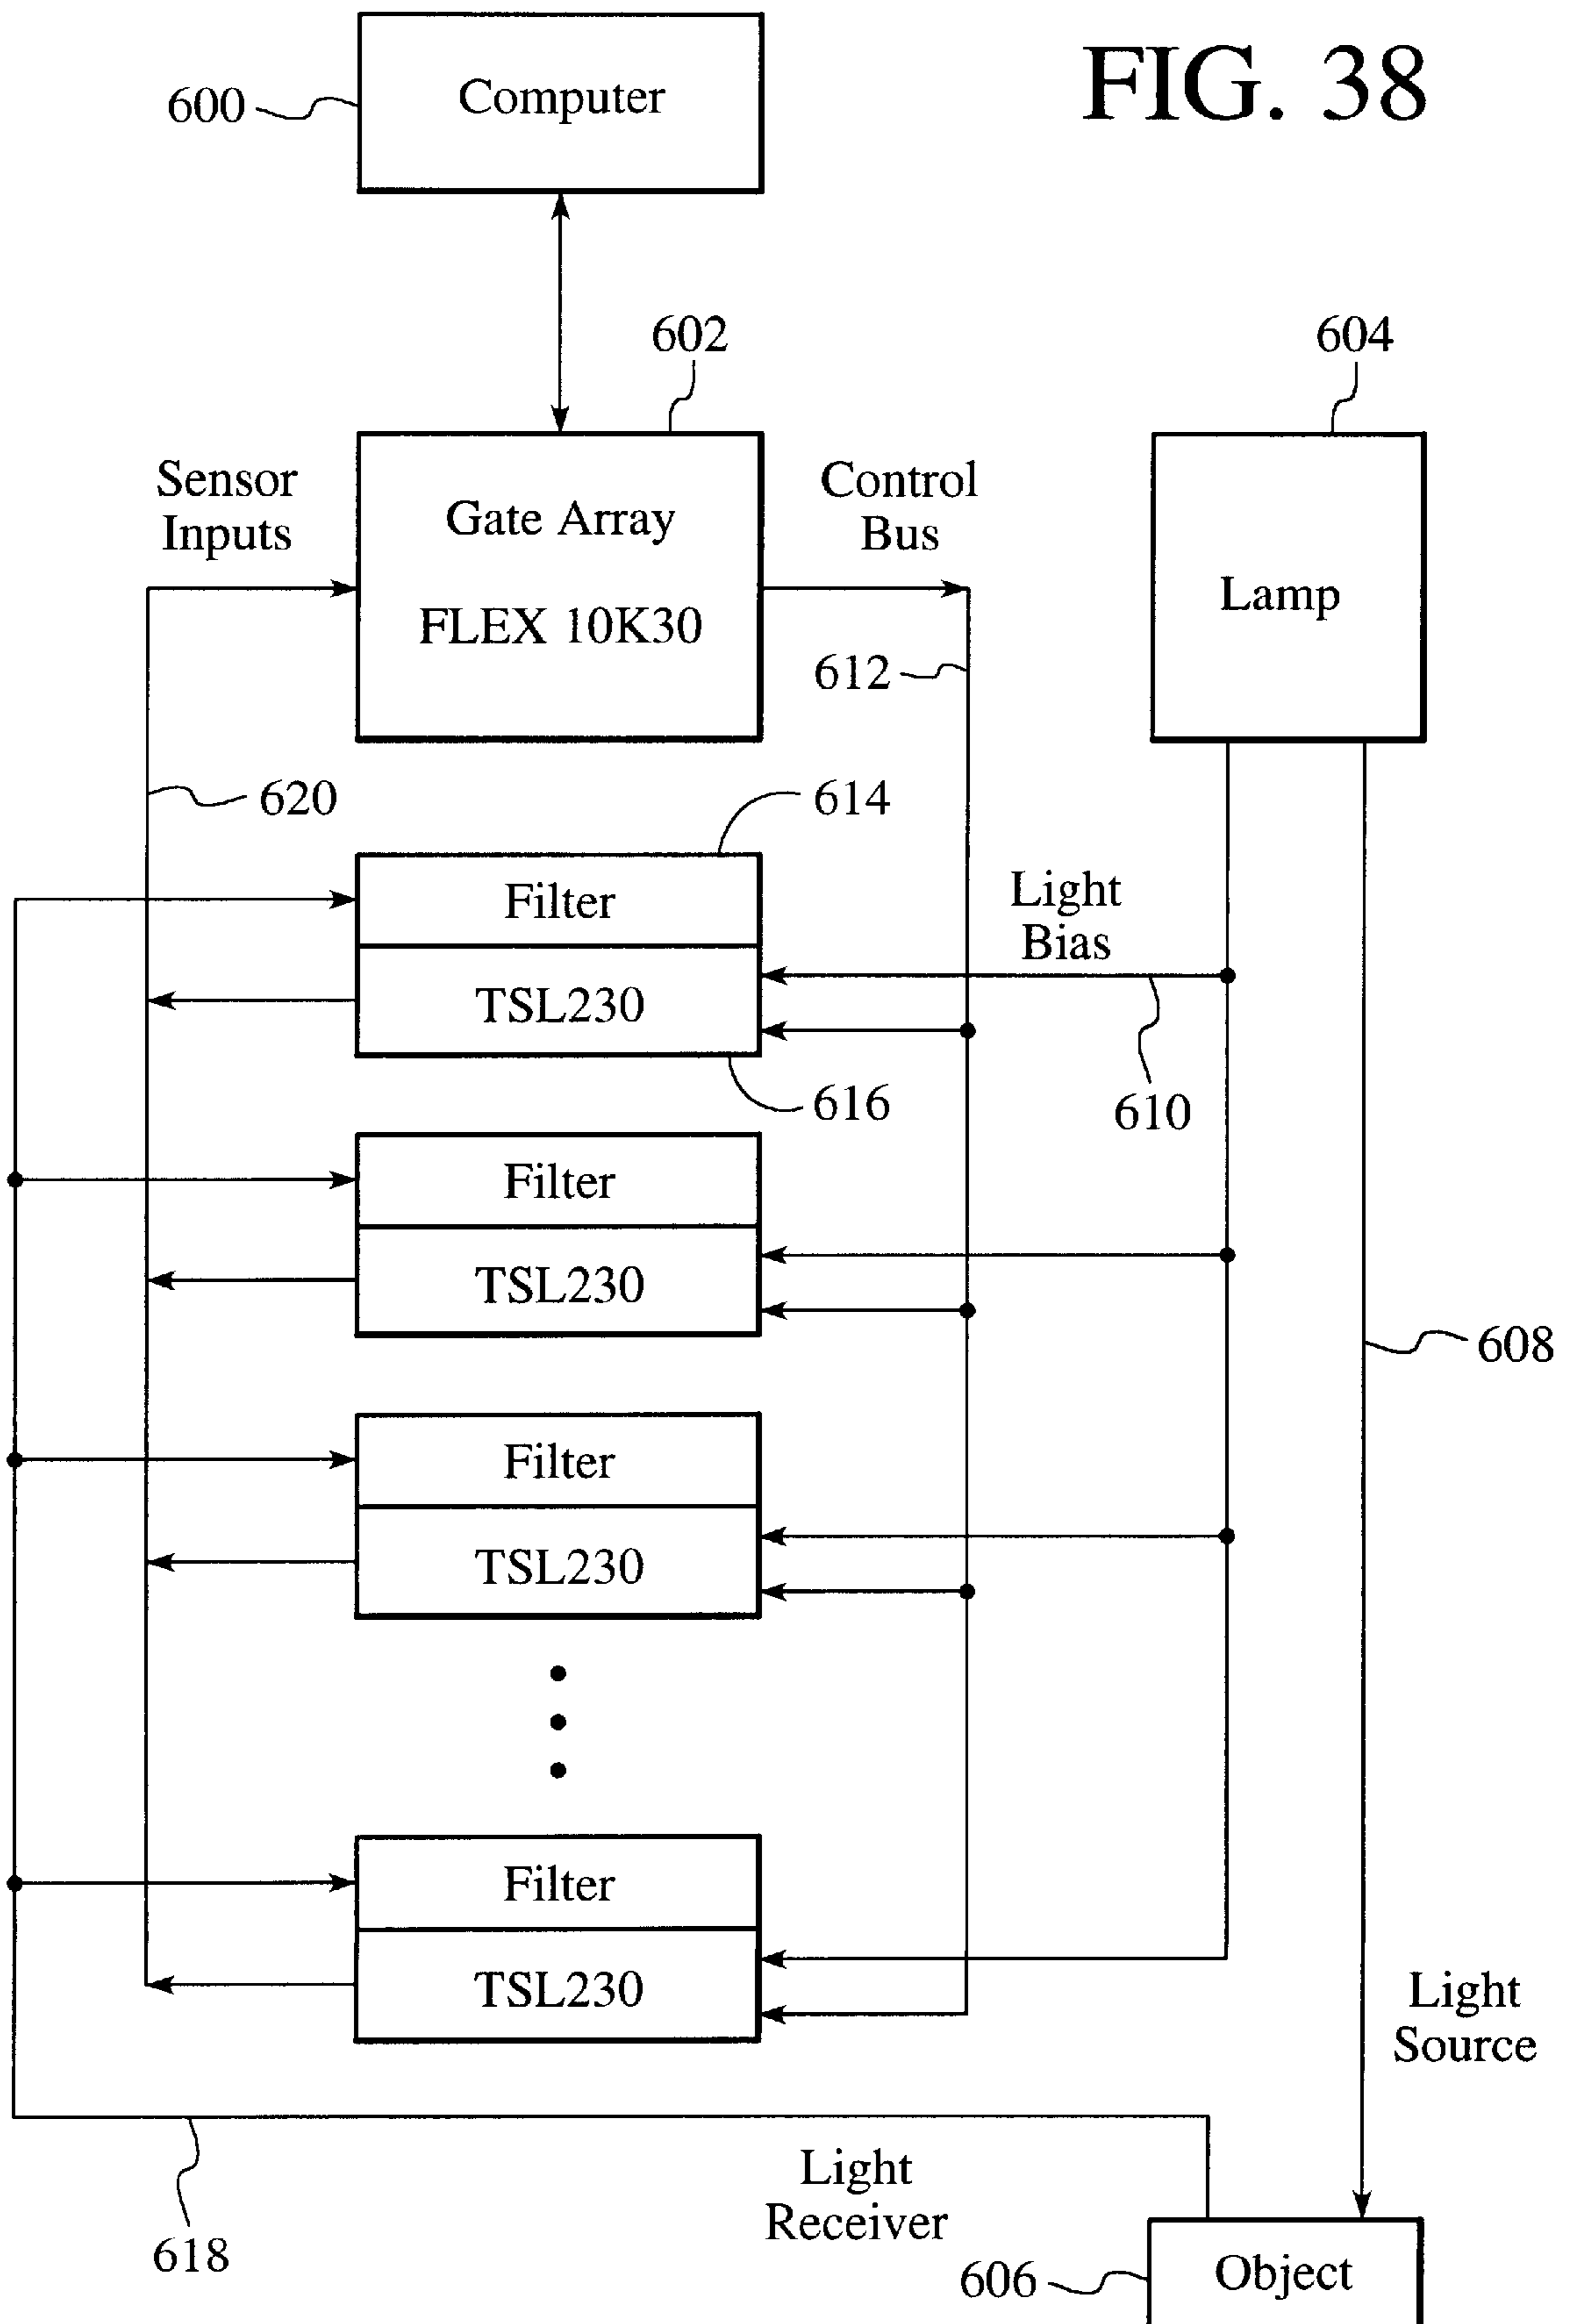 FIG. 38
600
Computer
602
604
Sensor
Inputs
Gate Array
FLEX 10K30
Control
Bus
Lamp
612
620
614
Filter
TSL230
Light
Bias
616
610
Filter
TSL230
608
Filter
TSL230
Filter
TSL230
Light
Source
Light
Receiver
618
606
Object